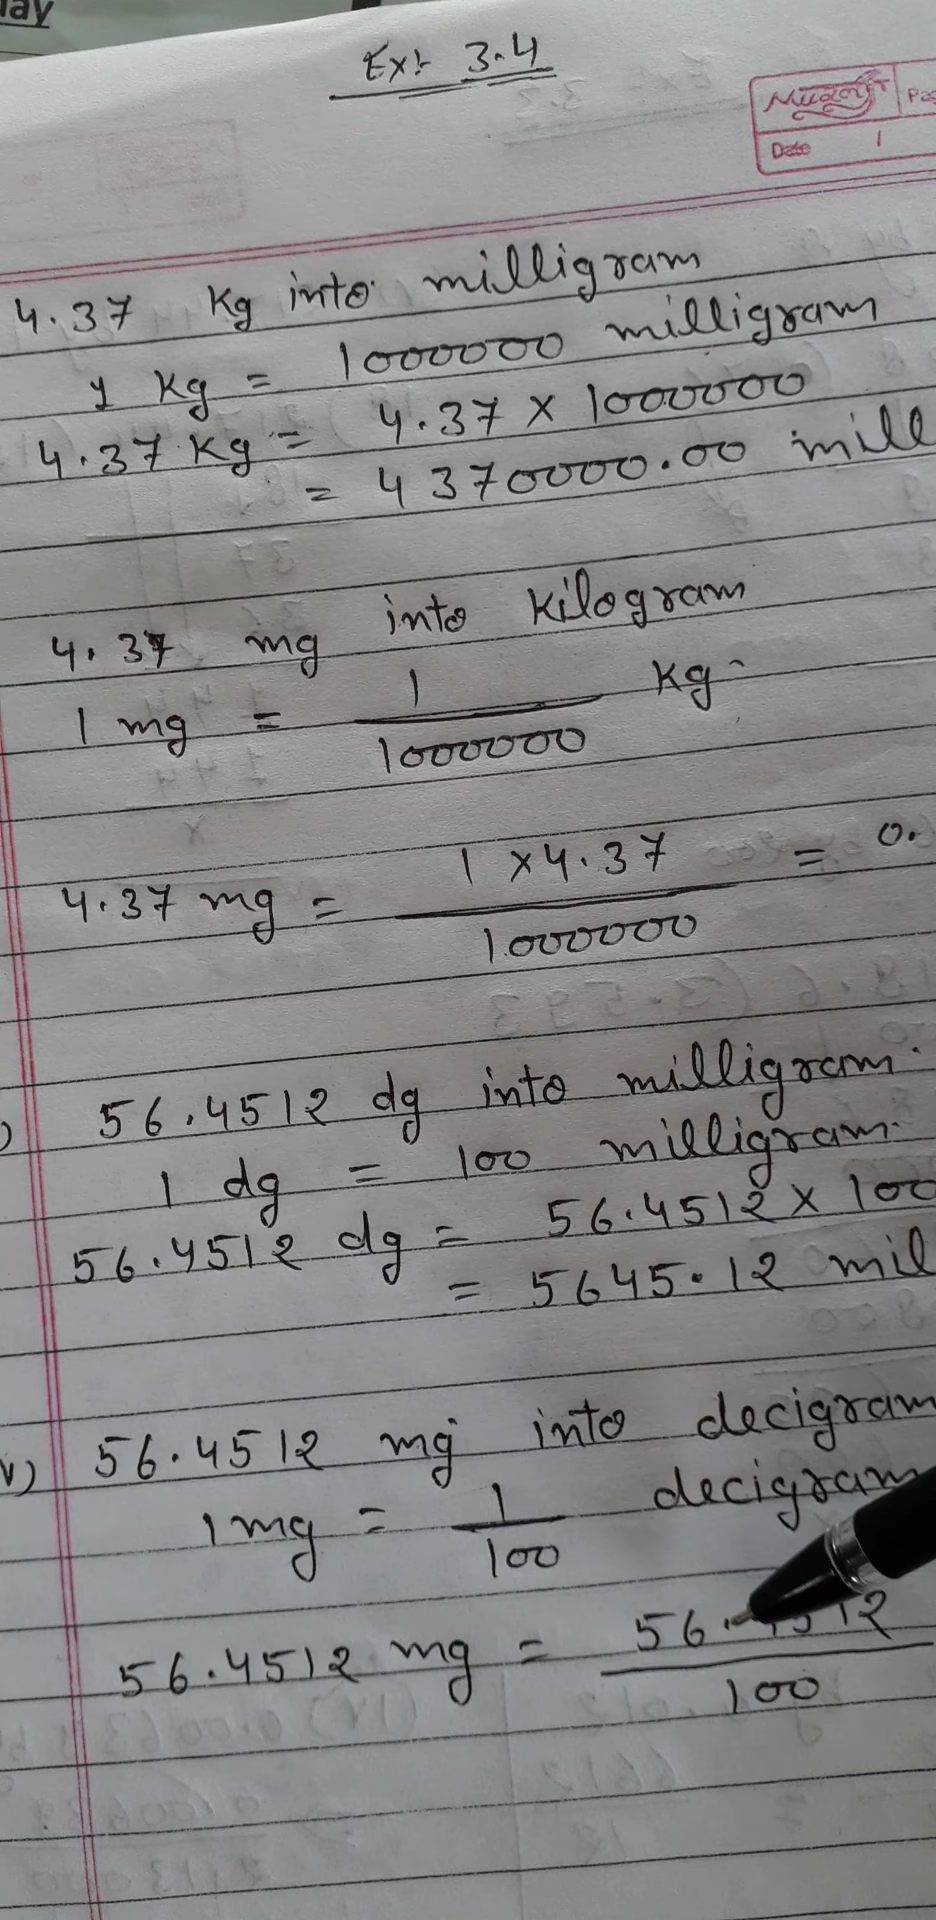 Ex:- 3.4
Date
4.37 Kg into milligram
1 Kg = 1000000 milligram
4.37 Kg = 4.37 × 1000000
= 4370000.00 mill
4.37 mg into Kilogram
1 mg = 1/1000000 kg
4.37 mg = 1 × 4.37/1000000 = 0.
) 56.4512 dg into milligram.
1 dg = 100 milligram.
56.4512 dg = 56.4512 × 100
= 5645.12 mil
v) 56.4512 mg into decigram
1 mg = 1/100 decigram
56.4512 mg = 56.4512/100